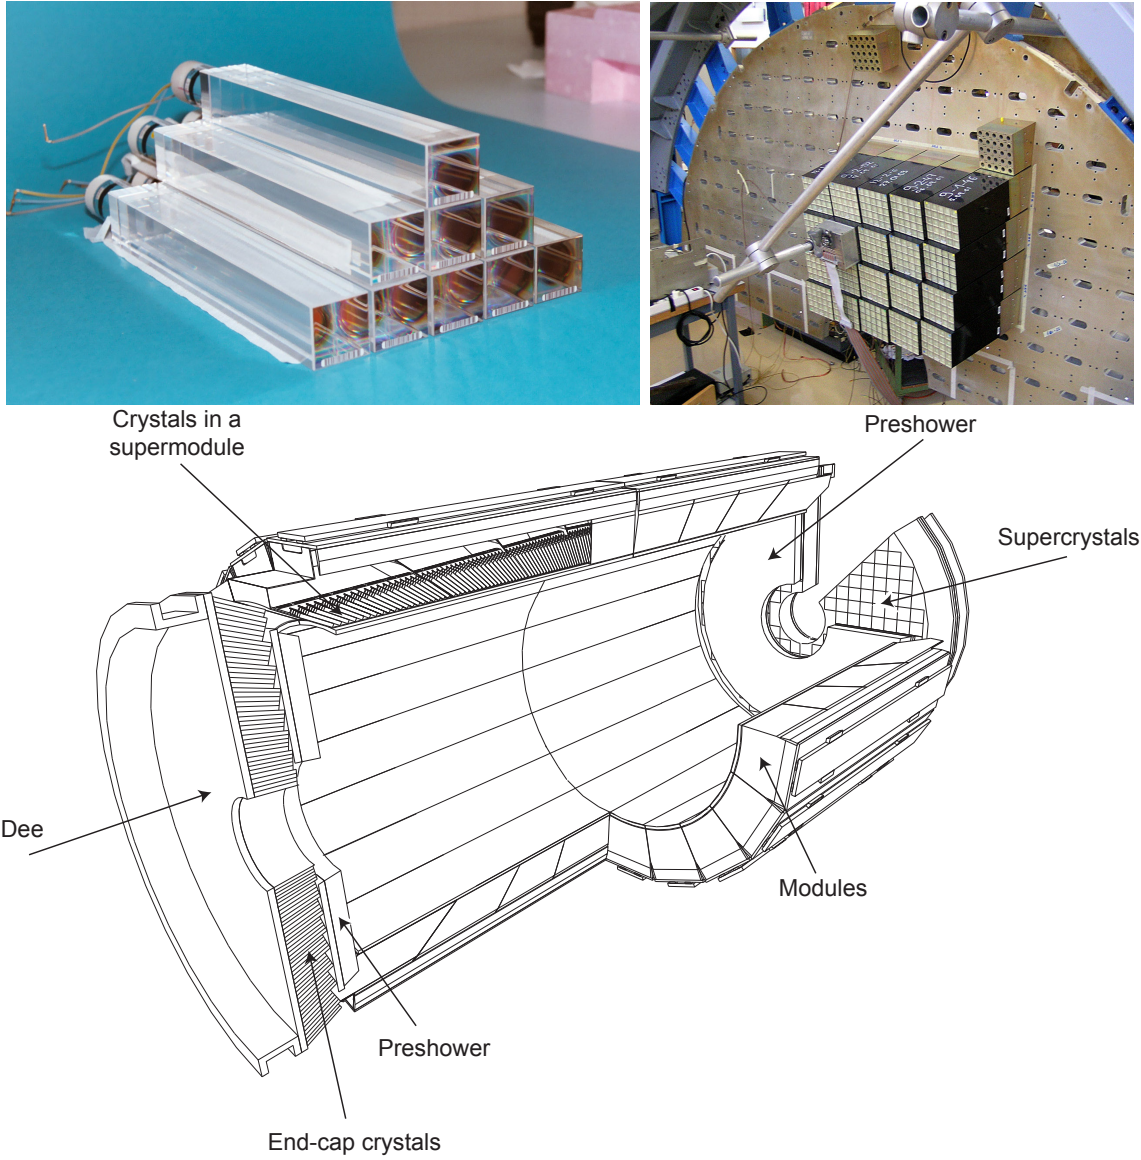 Crystals in a
supermodule
Preshower
Supercrystals
Dee
Modules
Preshower
End-cap crystals